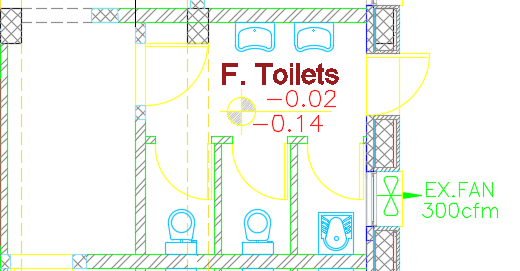 F. Toilets
-0.02
-0.14
EX.FAN
300cfm